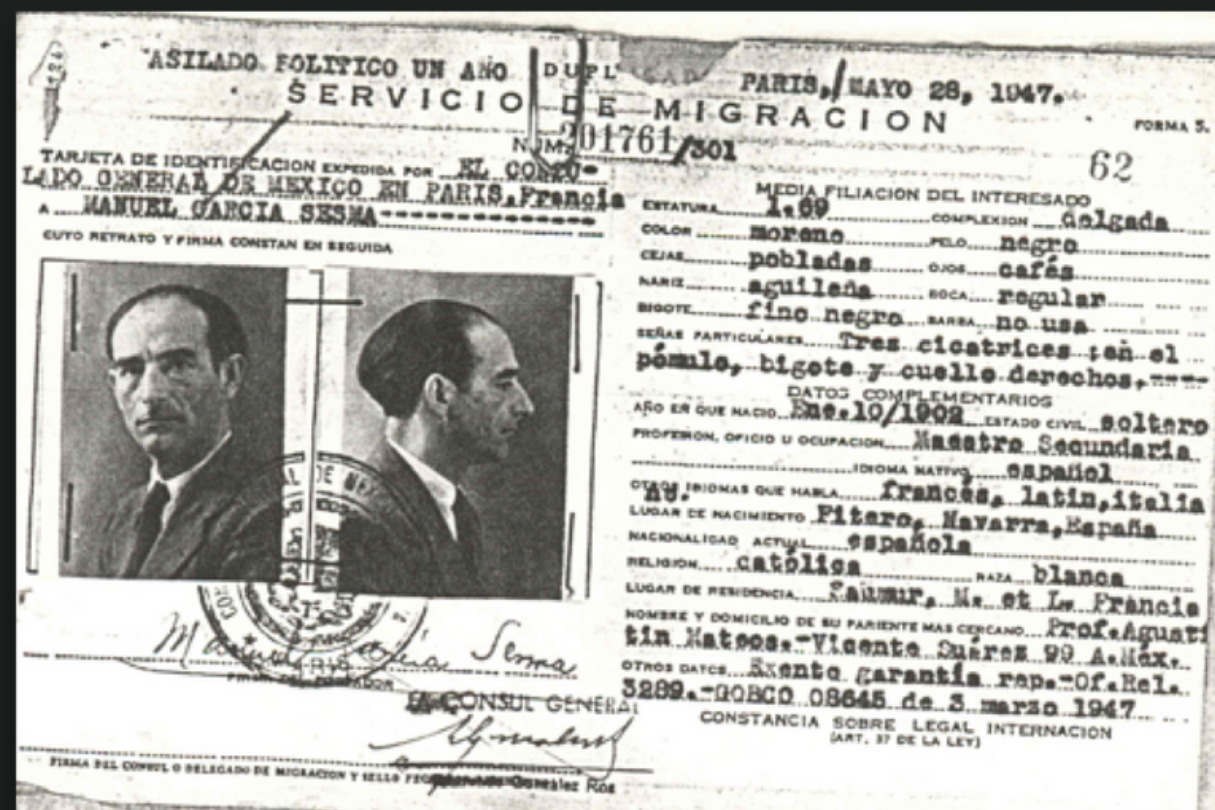 ASILADO POLITICO UN AÑO
PARIS, MAYO 28, 1947.
SERVICIO DE MIGRACION
FORMA 5.
NUM. 201761/301
62
TARJETA DE IDENTIFICACION EXPEDIDA POR EL CONSU-
LADO GENERAL DE MEXICO EN PARIS, Francia
A MANUEL GARCIA SESMA
CUYO RETRATO Y FIRMA CONSTAN EN SEGUIDA
MEDIA FILIACION DEL INTERESADO
ESTATURA 1.69 COMPLEXION delgada
COLOR moreno PELO negro
CEJAS pobladas OJOS cafés
NARIZ aguileña BOCA regular
BIGOTE fino negro BARBA no usa
SEÑAS PARTICULARES Tres cicatrices ;en el
pómulo, bigote y cuello derechos.----
DATOS COMPLEMENTARIOS
AÑO EN QUE NACIO Ene.10/1902 ESTADO CIVIL soltero
PROFESION, OFICIO U OCUPACION Maestro Secundaria
IDIOMA NATIVO español
OTROS IDIOMAS QUE HABLA francés, latin,italia
no.
LUGAR DE NACIMIENTO Fitero, Navarra,España
NACIONALIDAD ACTUAL española
RELIGION católica RAZA blanca
LUGAR DE RESIDENCIA Saumur, M. et L. Francia
NOMBRE Y DOMICILIO DE SU PARIENTE MAS CERCANO Prof.Agusti
tin Mateos.-Vicente Suárez 99 A.Méx.
OTROS DATOS Exento garantía rep.-Of.Rel.
3289.-GOBCO 08645 de 3 marzo 1947
CONSTANCIA SOBRE LEGAL INTERNACION
(ART. 37 DE LA LEY)
García Sesma
CONSUL GENERAL
FIRMA DEL CONSUL O DELEGADO DE MIGRACION Y SELLO
González Roa